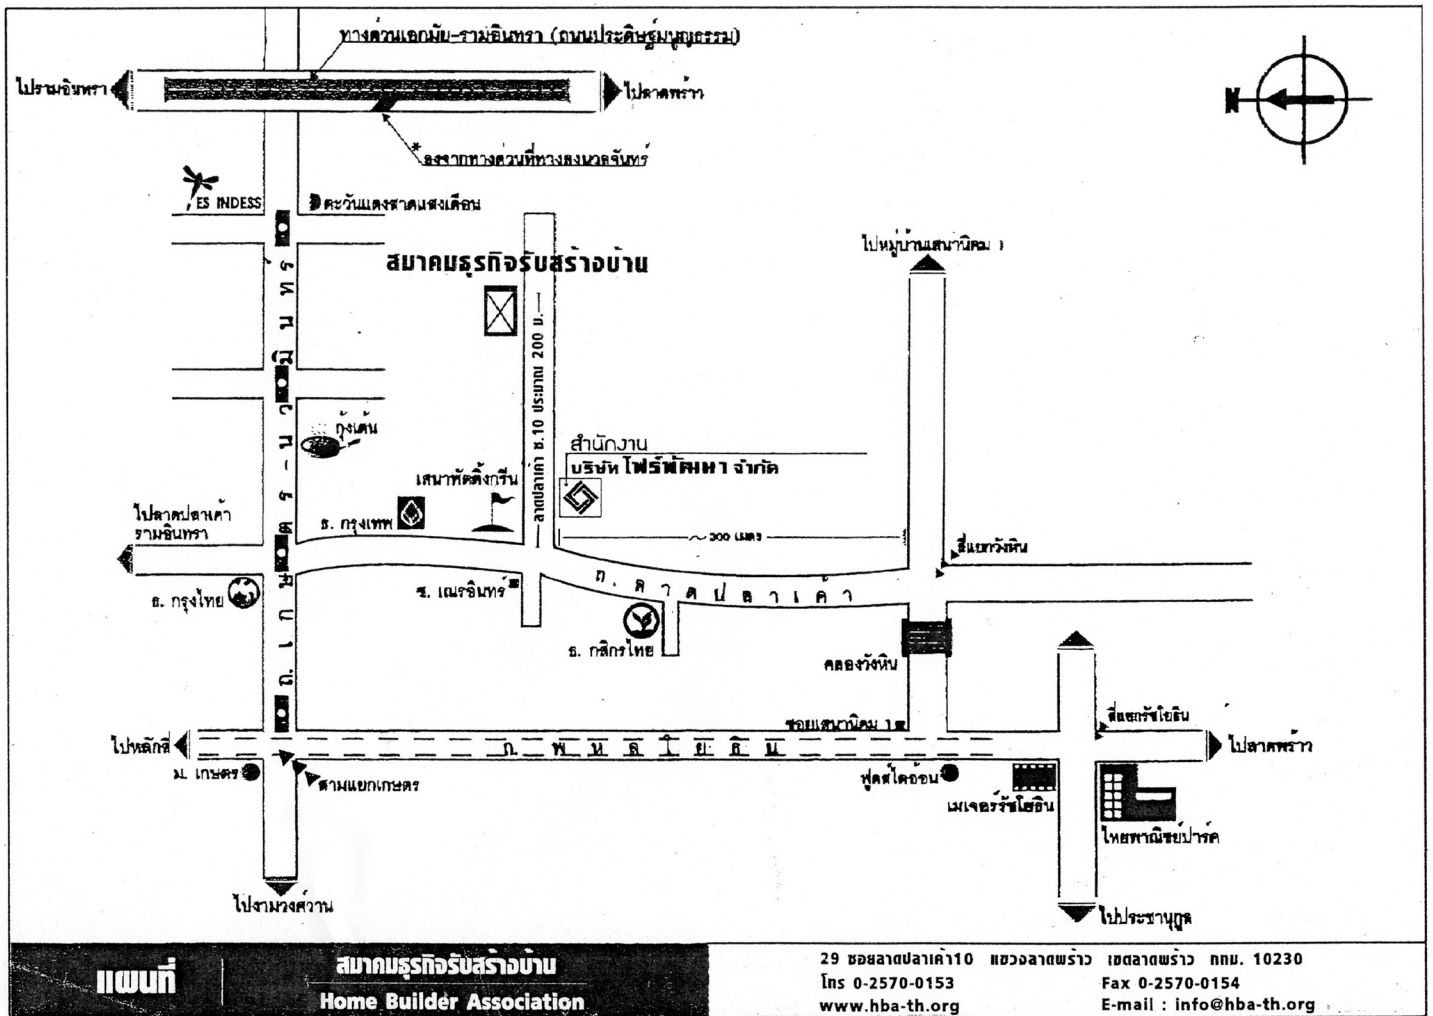 ทางด่วนเอกมัย-รามอินทรา (ถนนประดิษฐ์มนูญธรรม)
ไปรามอินทรา
ไปลาดพร้าว
N
*ลงจากทางด่วนที่ทางลงนวลจันทร์
ตะวันแดงสาดแสงเดือน
สมาคมธุรกิจรับสร้างบ้าน
ไปหมู่บ้านเสนานิคม 1
ถ. เกษตร-นวมินทร์
ลาดปลาเค้า ซ.10 ประมาณ 200 ม.
กุ้งเต้น
สำนักงาน
บริษัท โฟร์พัฒนา จำกัด
เสนาพัตติ้งกรีน
ธ. กรุงเทพ
ไปลาดปลาเค้า
รามอินทรา
~ 300 เมตร
สี่แยกวังหิน
ธ. กรุงไทย
ซ. เณรอินทร์
ถ. ลาดปลาเค้า
ธ. กสิกรไทย
คลองวังหิน
ซอยเสนานิคม 1
สี่แยกรัชโยธิน
ไปหลักสี่
ถ. พหลโยธิน
ไปลาดพร้าว
ม. เกษตร
สามแยกเกษตร
ฟูดส์ไลอ้อน
เมเจอร์รัชโยธิน
ไทยพาณิชย์ปาร์ค
ไปงามวงศ์วาน
ไปประชานุกูล
แผนที่
สมาคมธุรกิจรับสร้างบ้าน
Home Builder Association
29 ซอยลาดปลาเค้า10 แขวงลาดพร้าว เขตลาดพร้าว กทม. 10230
โทร 0-2570-0153 Fax 0-2570-0154
www.hba-th.org E-mail : info@hba-th.org